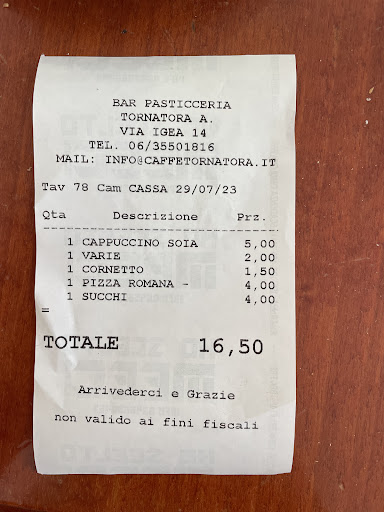 BAR PASTICCERIA
TORNATORA A.
VIA IGEA 14
TEL. 06/35501816
MAIL: INFO@CAFFETORNATORA.IT
Tav 78 Cam CASSA 29/07/23
Qta Descrizione Prz.
1 CAPPUCCINO SOIA 5,00
1 VARIE 2,00
1 CORNETTO 1,50
1 PIZZA ROMANA - 4,00
1 SUCCHI 4,00
=
TOTALE 16,50
Arrivederci e Grazie
non valido ai fini fiscali